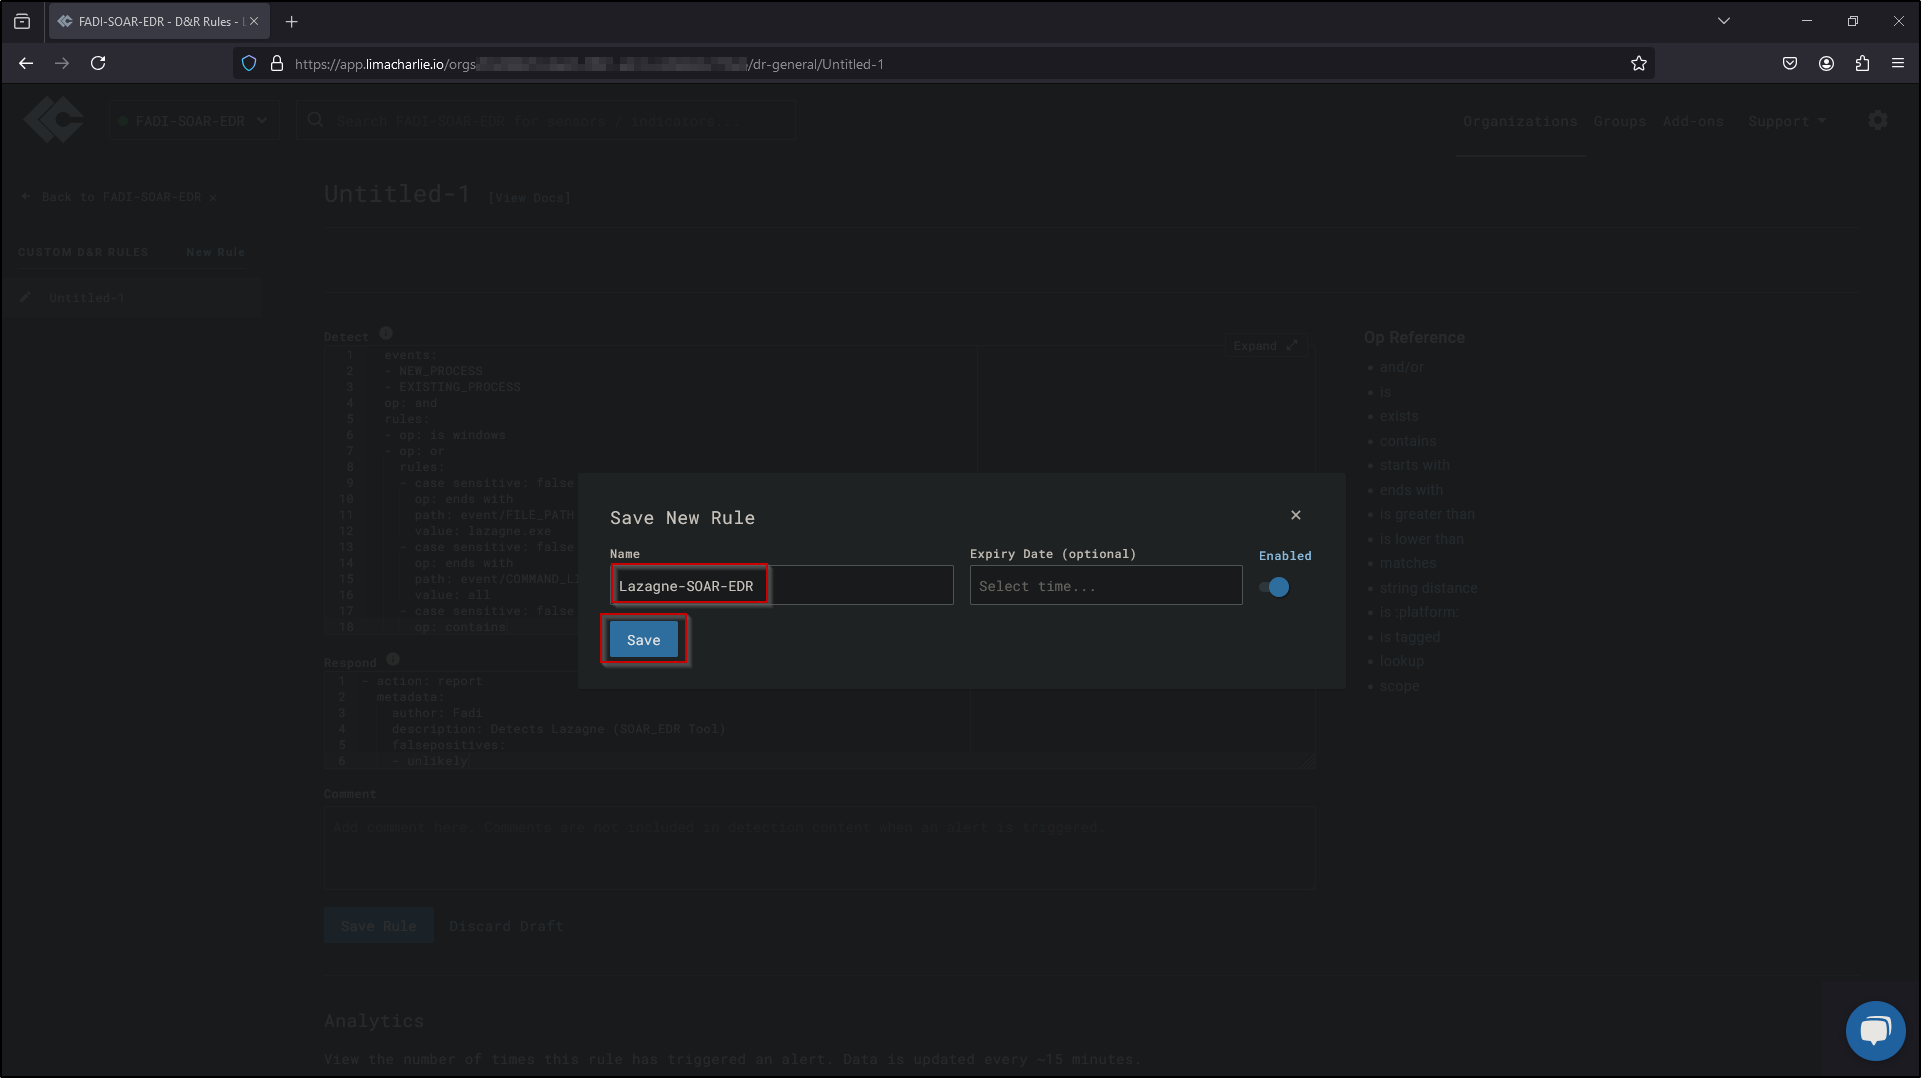 FADI-SOAR-EDR - D&R Rules -
https://app.limacharlie.io/orgs /dr-general/Untitled-1
FADI-SOAR-EDR
Search FADI-SOAR-EDR for sensors / indicators.
Organizations Groups Add-ons Support
Back to FADI-SOAR-EDR
Untitled-1 [View Docs]
CUSTOM D&R RULES New Rule
Untitled-1
Detect
Expand
1 events:
2 - NEW_PROCESS
3 - EXISTING_PROCESS
4 op: and
5 rules:
6 - op: is windows
7 - op: or
8 rules:
9 - case sensitive: false
10 op: ends with
11 path: event/FILE_PATH
12 value: lazagne.exe
13 - case sensitive: false
14 op: ends with
15 path: event/COMMAND_LI
16 value: all
17 - case sensitive: false
18 op: contains
Op Reference
• and/or
• is
• exists
• contains
• starts with
• ends with
• is greater than
• is lower than
• matches
• string distance
• is :platform:
• is tagged
• lookup
• scope
Save New Rule
Name
Expiry Date (optional)
Enabled
Lazagne-SOAR-EDR
Select time...
Save
Respond
1 - action: report
2 metadata:
3 author: Fadi
4 description: Detects Lazagne (SOAR_EDR Tool)
5 falsepositives:
6 - unlikely
Comment
Add comment here. Comments are not included in detection content when an alert is triggered.
Save Rule Discard Draft
Analytics
View the number of times this rule has triggered an alert. Data is updated every ~15 minutes.